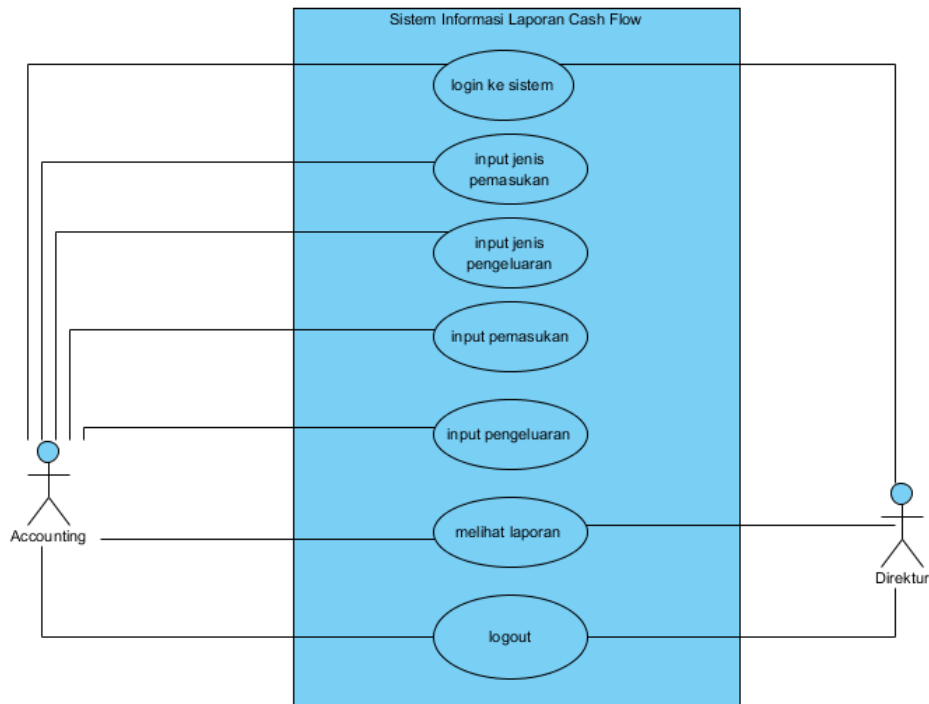 Sistem Informasi Laporan Cash Flow
login ke sistem
input jenis
pemasukan
input jenis
pengeluaran
input pemasukan
input pengeluaran
melihat laporan
logout
Accounting
Direktur